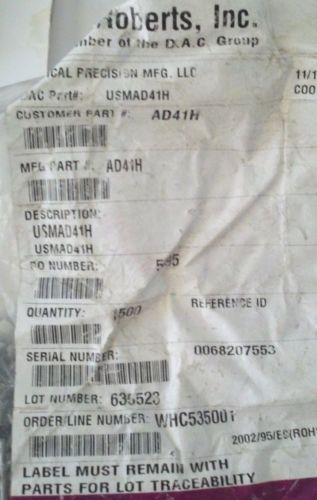 Roberts, Inc.
mber of the D.A.C. Group
ICAL PRECISION MFG. LLC 11/1
AC Part#: USMAD41H COO
CUSTOMER PART #: AD41H
MFG PART #: AD41H
DESCRIPTION:
USMAD41H
USMAD41H
PO NUMBER:
QUANTITY: 1500 REFERENCE ID
SERIAL NUMBER: 0068207553
LOT NUMBER: 635523
ORDER/LINE NUMBER: WHC535001
2002/95/EC(ROH
LABEL MUST REMAIN WITH
PARTS FOR LOT TRACEABILITY